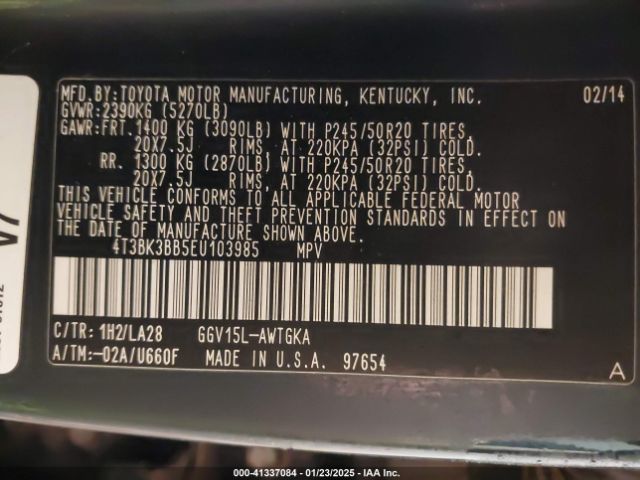 MFD.BY:TOYOTA MOTOR MANUFACTURING, KENTUCKY, INC. 02/14
GVWR:2390KG (5270LB)
GAWR:FRT.1400 KG (3090LB) WITH P245/50R20 TIRES,
20X7.5J RIMS, AT 220KPA (32PSI) COLD.
RR. 1300 KG (2870LB) WITH P245/50R20 TIRES,
20X7.5J RIMS, AT 220KPA (32PSI) COLD.
THIS VEHICLE CONFORMS TO ALL APPLICABLE FEDERAL MOTOR
VEHICLE SAFETY AND THEFT PREVENTION STANDARDS IN EFFECT ON
THE DATE OF MANUFACTURE SHOWN ABOVE.
4T3BK3BB5EU103985 MPV
C/TR: 1H2/LA28 GGV15L-AWTGKA
A/TM:-02A/U660F MADE IN U.S.A. 97654
A
000-41337084 - 01/23/2025 - IAA Inc.